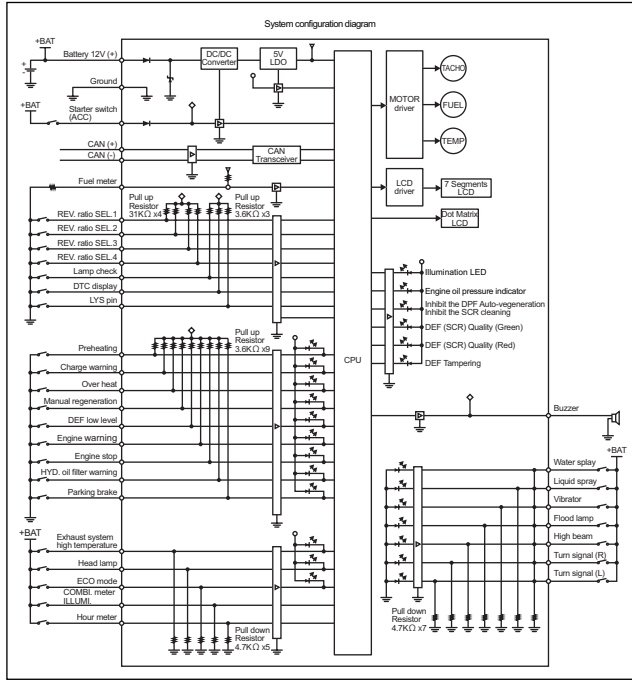 System configuration diagram
+BAT
Battery 12V (+)
DC/DC
Converter
5V
LDO
+
-
Ground
+BAT
Starter switch
(ACC)
CAN (+)
CAN (-)
CAN
Transceiver
Fuel meter
Pull up
Resistor
31KΩ x4
Pull up
Resistor
3.6KΩ x3
REV. ratio SEL.1
REV. ratio SEL.2
REV. ratio SEL.3
REV. ratio SEL.4
Lamp check
DTC display
LYS pin
Pull up
Resistor
3.6KΩ x9
Preheating
Charge warning
Over heat
Manual regeneration
DEF low level
Engine warning
Engine stop
HYD. oil filter warning
Parking brake
+BAT
Exhaust system
high temperature
Head lamp
ECO mode
COMBI. meter
ILLUMI.
Hour meter
Pull down
Resistor
4.7KΩ x5
CPU
MOTOR
driver
TACHO
FUEL
TEMP
LCD
driver
7 Segments
LCD
Dot Matrix
LCD
Illumination LED
Engine oil pressure indicator
Inhibit the DPF Auto-regeneration
Inhibit the SCR cleaning
DEF (SCR) Quality (Green)
DEF (SCR) Quality (Red)
DEF Tampering
Buzzer
+BAT
Water splay
Liquid spray
Vibrator
Flood lamp
High beam
Turn signal (R)
Turn signal (L)
Pull down
Resistor
4.7KΩ x7